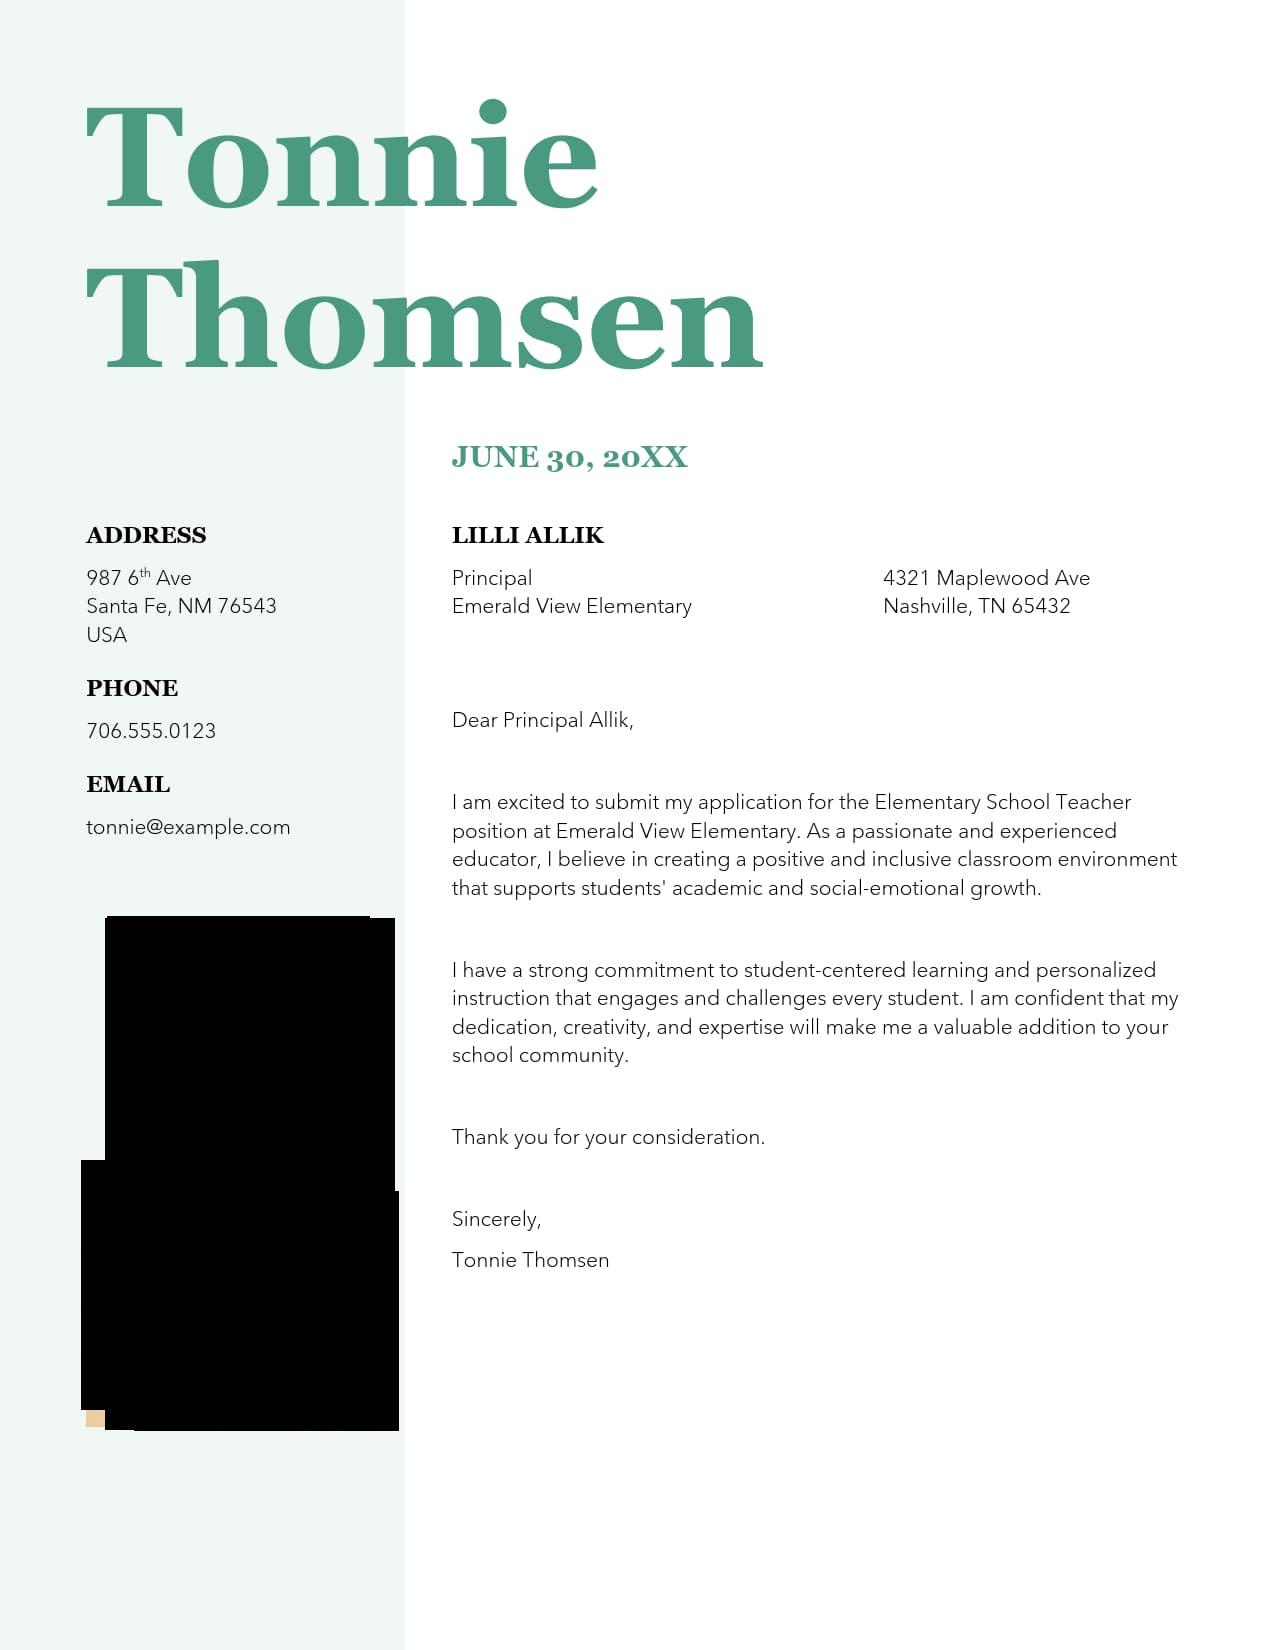 Tonnie
Thomsen
JUNE 30, 20XX
ADDRESS
987 6th Ave
Santa Fe, NM 76543
USA
PHONE
706.555.0123
EMAIL
tonnie@example.com
LILLI ALLIK
Principal
Emerald View Elementary
4321 Maplewood Ave
Nashville, TN 65432
Dear Principal Allik,
I am excited to submit my application for the Elementary School Teacher
position at Emerald View Elementary. As a passionate and experienced
educator, I believe in creating a positive and inclusive classroom environment
that supports students' academic and social-emotional growth.
I have a strong commitment to student-centered learning and personalized
instruction that engages and challenges every student. I am confident that my
dedication, creativity, and expertise will make me a valuable addition to your
school community.
Thank you for your consideration.
Sincerely,
Tonnie Thomsen